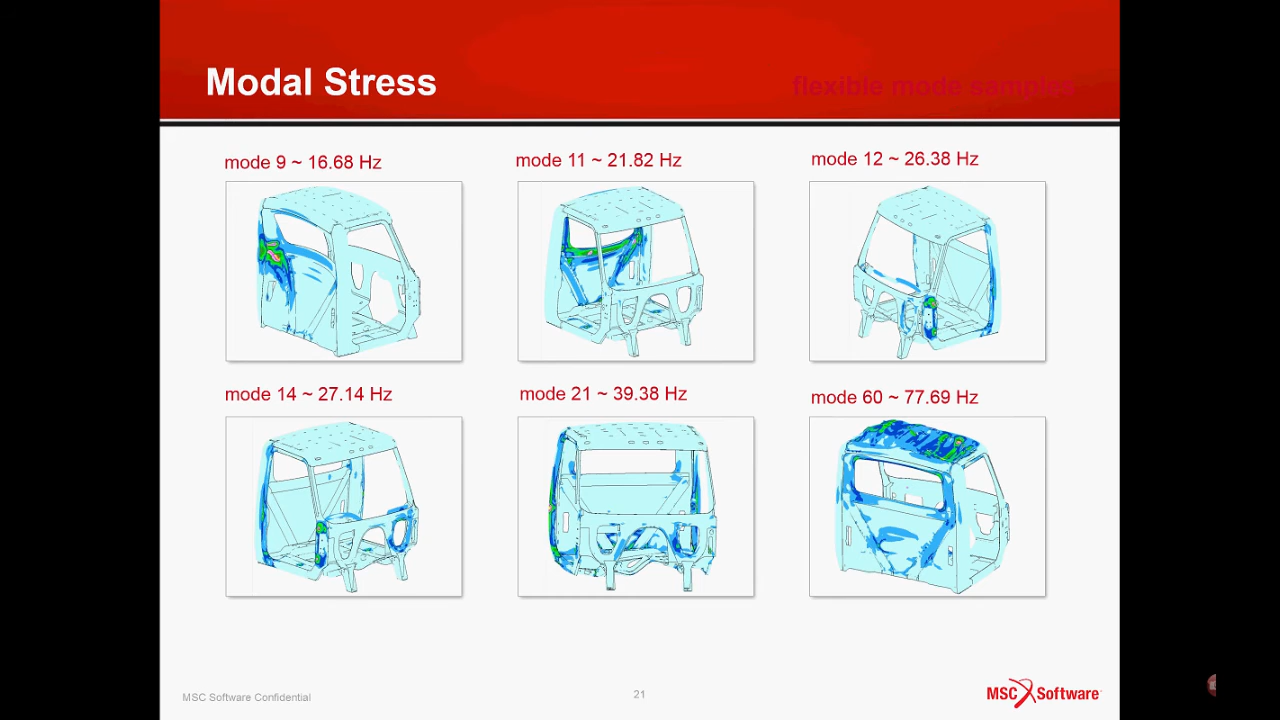 Modal Stress
flexible mode samples
mode 9 ~ 16.68 Hz
mode 11 ~ 21.82 Hz
mode 12 ~ 26.38 Hz
mode 14 ~ 27.14 Hz
mode 21 ~ 39.38 Hz
mode 60 ~ 77.69 Hz
MSC Software Confidential
21
MSC Software